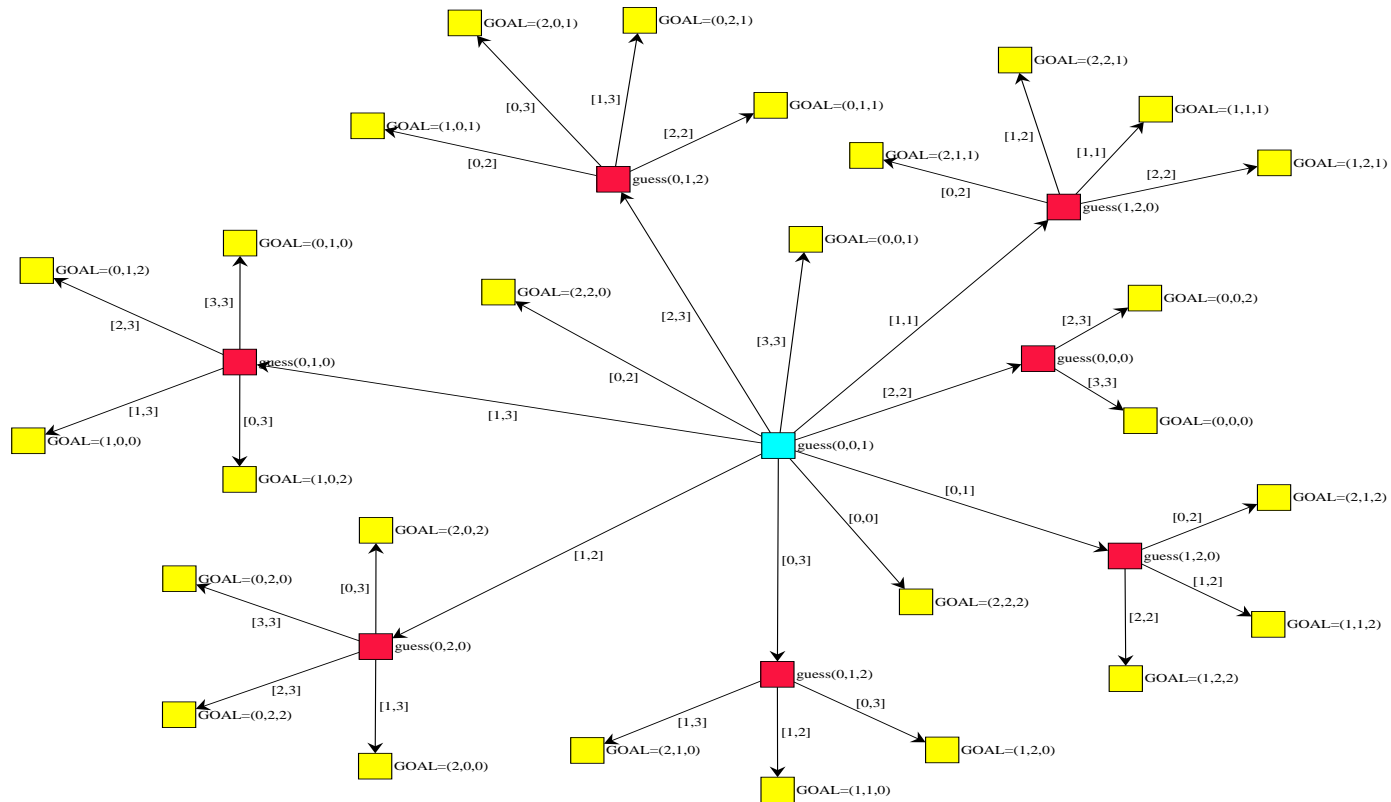 GOAL=(2,0,1)
GOAL=(0,2,1)
GOAL=(2,2,1)
[0,3]
[1,3]
GOAL=(0,1,1)
GOAL=(1,1,1)
GOAL=(1,0,1)
[2,2]
[1,2]
[1,1]
GOAL=(2,1,1)
GOAL=(1,2,1)
[0,2]
guess(0,1,2)
[0,2]
[2,2]
guess(1,2,0)
GOAL=(0,1,0)
GOAL=(0,0,1)
GOAL=(0,1,2)
GOAL=(2,2,0)
GOAL=(0,0,2)
[3,3]
[2,3]
[2,3]
[3,3]
[1,1]
[2,3]
guess(0,1,0)
guess(0,0,0)
[0,2]
[3,3]
[1,3]
[1,3]
[2,2]
[0,3]
GOAL=(0,0,0)
GOAL=(1,0,0)
guess(0,0,1)
GOAL=(1,0,2)
[0,1]
GOAL=(2,1,2)
[0,0]
[0,2]
GOAL=(2,0,2)
[1,2]
[0,3]
guess(1,2,0)
GOAL=(0,2,0)
[0,3]
[1,2]
[3,3]
GOAL=(2,2,2)
[2,2]
GOAL=(1,1,2)
guess(0,2,0)
guess(0,1,2)
GOAL=(1,2,2)
[2,3]
[1,3]
[0,3]
GOAL=(0,2,2)
[1,3]
[1,2]
GOAL=(2,1,0)
GOAL=(1,2,0)
GOAL=(2,0,0)
GOAL=(1,1,0)